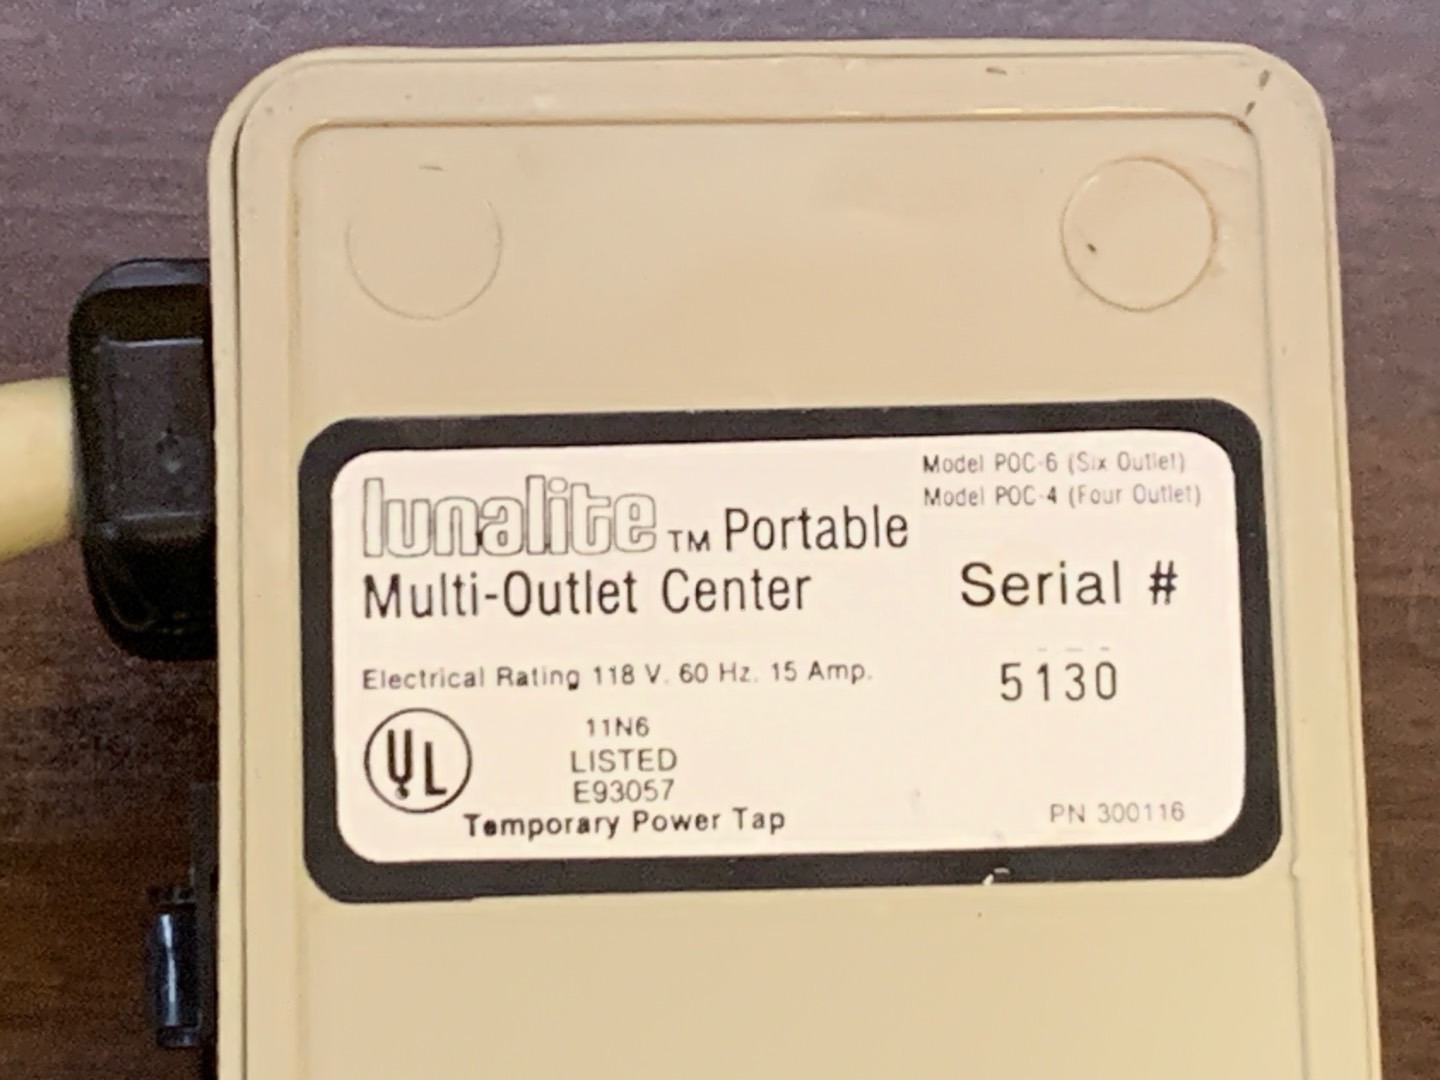 lunalite TM Portable
Multi-Outlet Center
Model POC-6 (Six Outlet)
Model POC-4 (Four Outlet)
Serial #
5130
Electrical Rating 118 V. 60 Hz. 15 Amp.
UL
11N6
LISTED
E93057
Temporary Power Tap
PN 300116